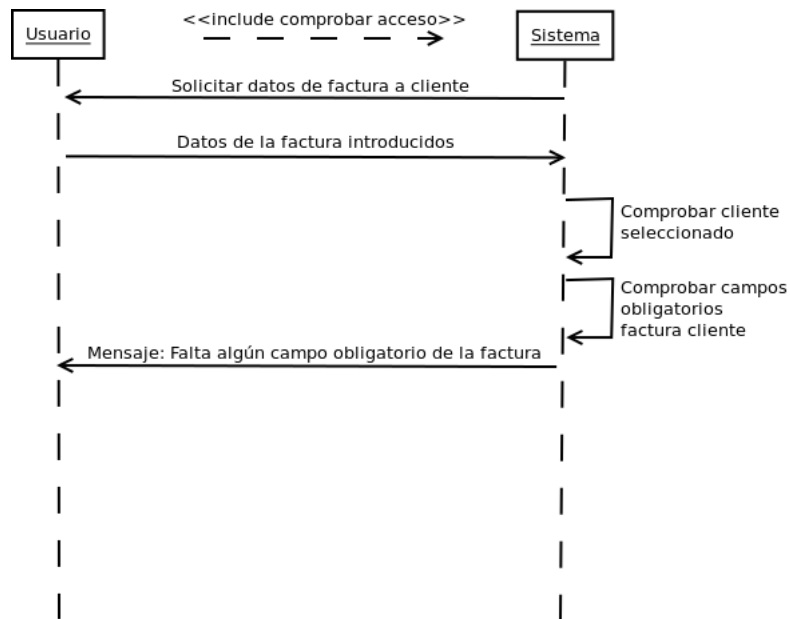 <<include comprobar acceso>>
Usuario
Sistema
Solicitar datos de factura a cliente
Datos de la factura introducidos
Comprobar cliente
seleccionado
Comprobar campos
obligatorios
factura cliente
Mensaje: Falta algún campo obligatorio de la factura